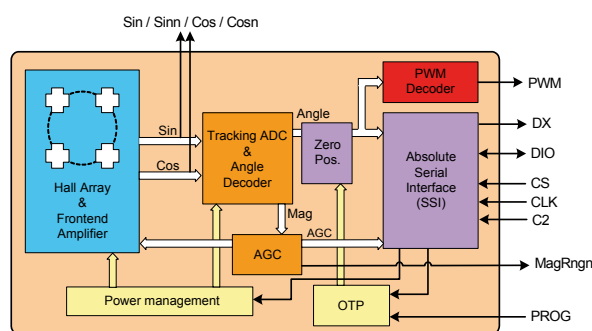 Sin / Sinn / Cos / Cosn
PWM
Decoder
PWM
Hall Array
&
Frontend
Amplifier
Sin
Cos
Tracking ADC
&
Angle
Decoder
Angle
Zero
Pos.
Absolute
Serial
Interface
(SSI)
DX
DIO
CS
CLK
C2
Mag
AGC
AGC
MagRngn
Power management
OTP
PROG